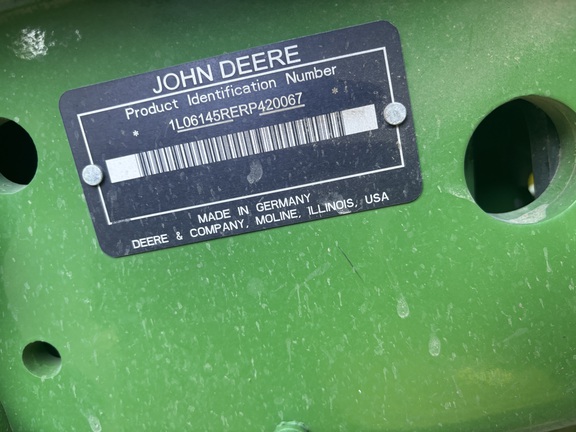 JOHN DEERE
Product Identification Number
* 1L06145RERP420067 *
MADE IN GERMANY
DEERE & COMPANY, MOLINE, ILLINOIS, USA